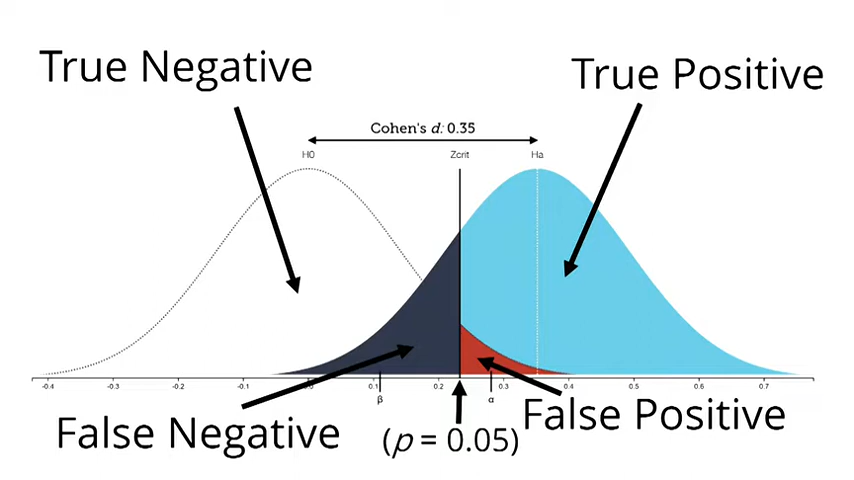 True Negative
True Positive
Cohen's d: 0.35
H0
Zcrit
Ha
-0.4 -0.3 -0.2 -0.1 0.0 0.1 0.2 0.3 0.4 0.5 0.6 0.7
β
α
False Negative
(p = 0.05)
False Positive